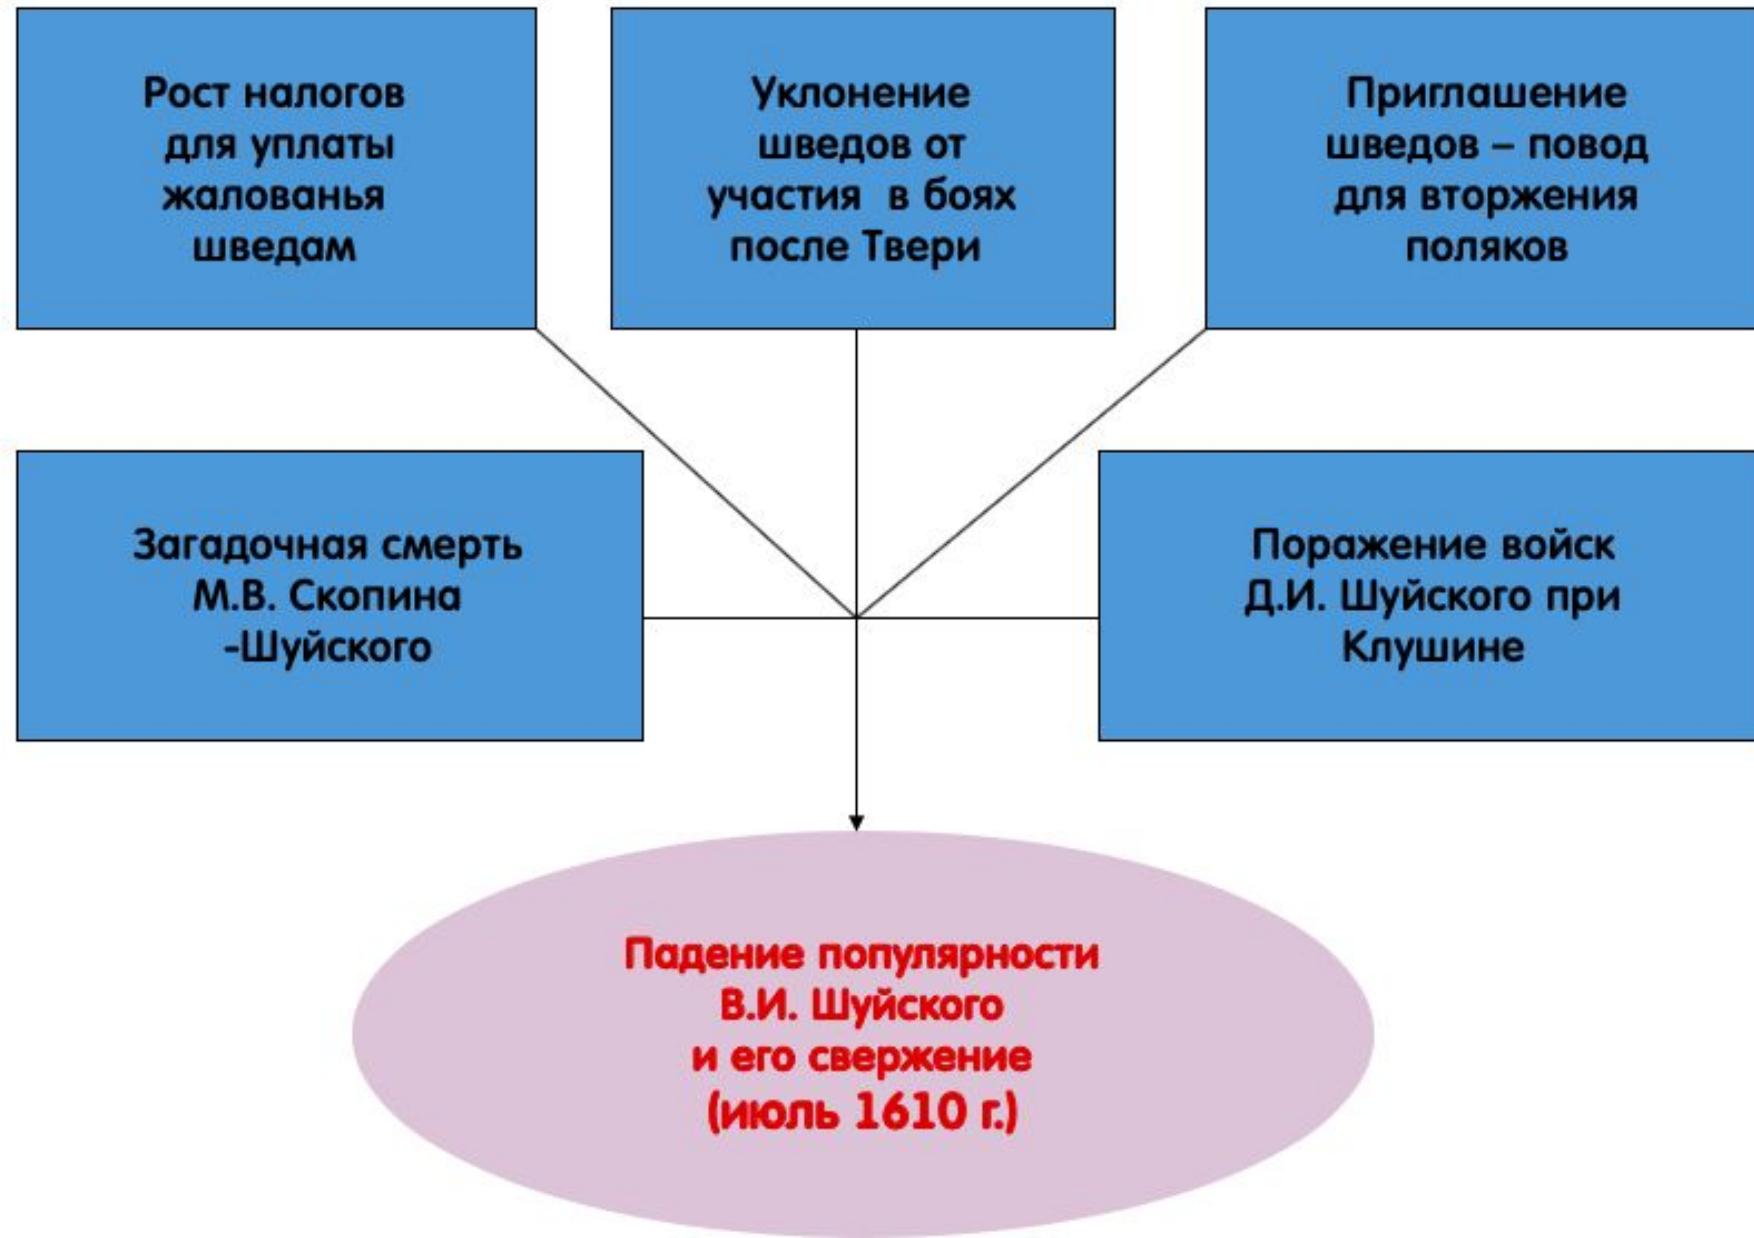 Рост налогов
для уплаты
жалованья
шведам
Уклонение
шведов от
участия в боях
после Твери
Приглашение
шведов – повод
для вторжения
поляков
Загадочная смерть
М.В. Скопина
-Шуйского
Поражение войск
Д.И. Шуйского при
Клушине
Падение популярности
В.И. Шуйского
и его свержение
(июль 1610 г.)